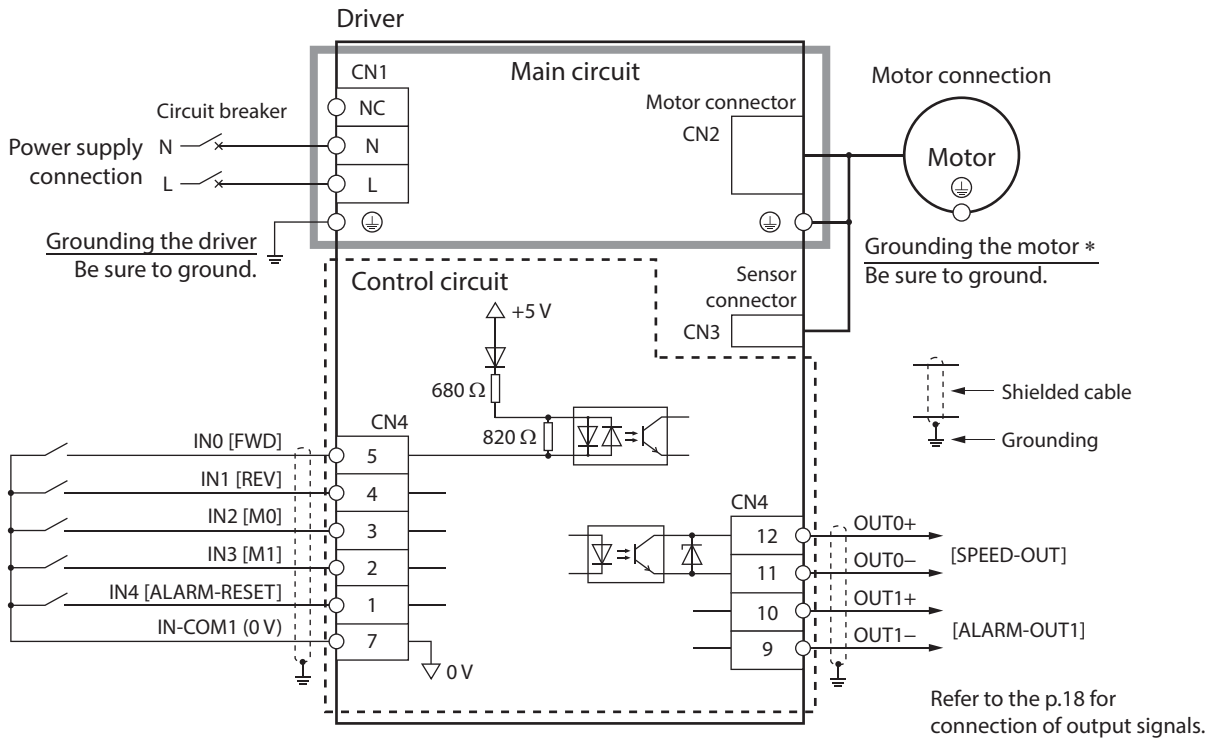 Driver
CN1
Main circuit
Motor connection
Circuit breaker
NC
Motor connector
CN2
Power supply
connection
N
N
L
L
Motor
Grounding the driver
Be sure to ground.
Grounding the motor *
Be sure to ground.
Control circuit
Sensor
connector
CN3
+5 V
680 Ω
820 Ω
Shielded cable
Grounding
CN4
IN0 [FWD]
5
IN1 [REV]
4
IN2 [M0]
3
IN3 [M1]
2
IN4 [ALARM-RESET]
1
IN-COM1 (0 V)
7
0 V
CN4
12
OUT0+
11
OUT0−
[SPEED-OUT]
10
OUT1+
9
OUT1−
[ALARM-OUT1]
Refer to the p.18 for
connection of output signals.